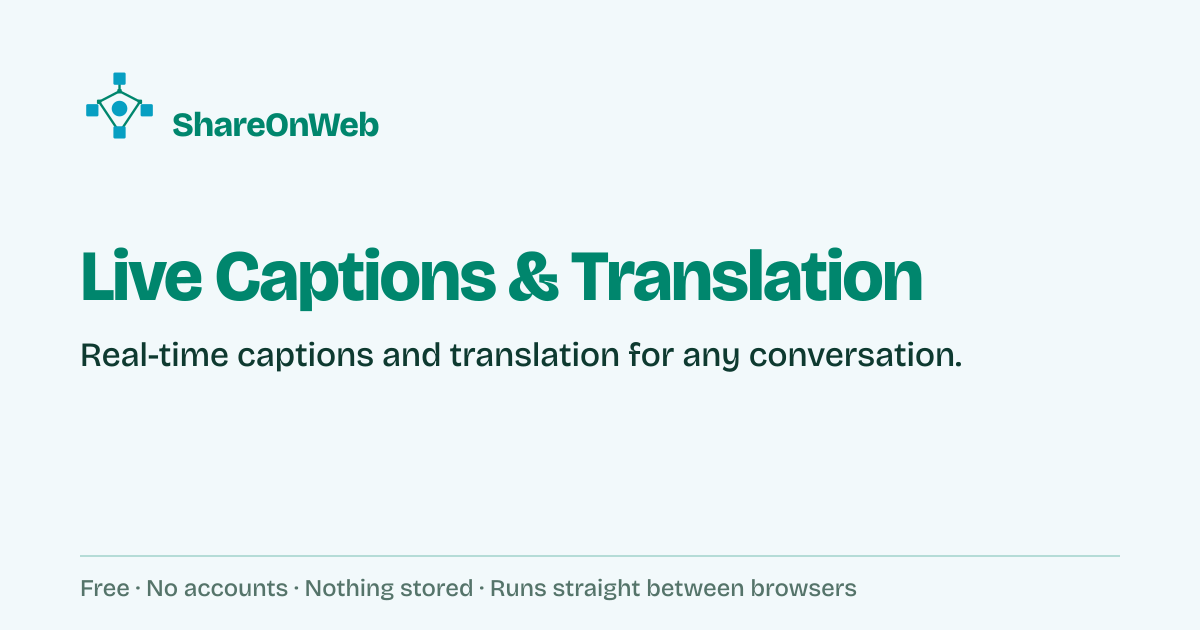 ShareOnWeb
Live Captions & Translation
Real-time captions and translation for any conversation.
Free · No accounts · Nothing stored · Runs straight between browsers